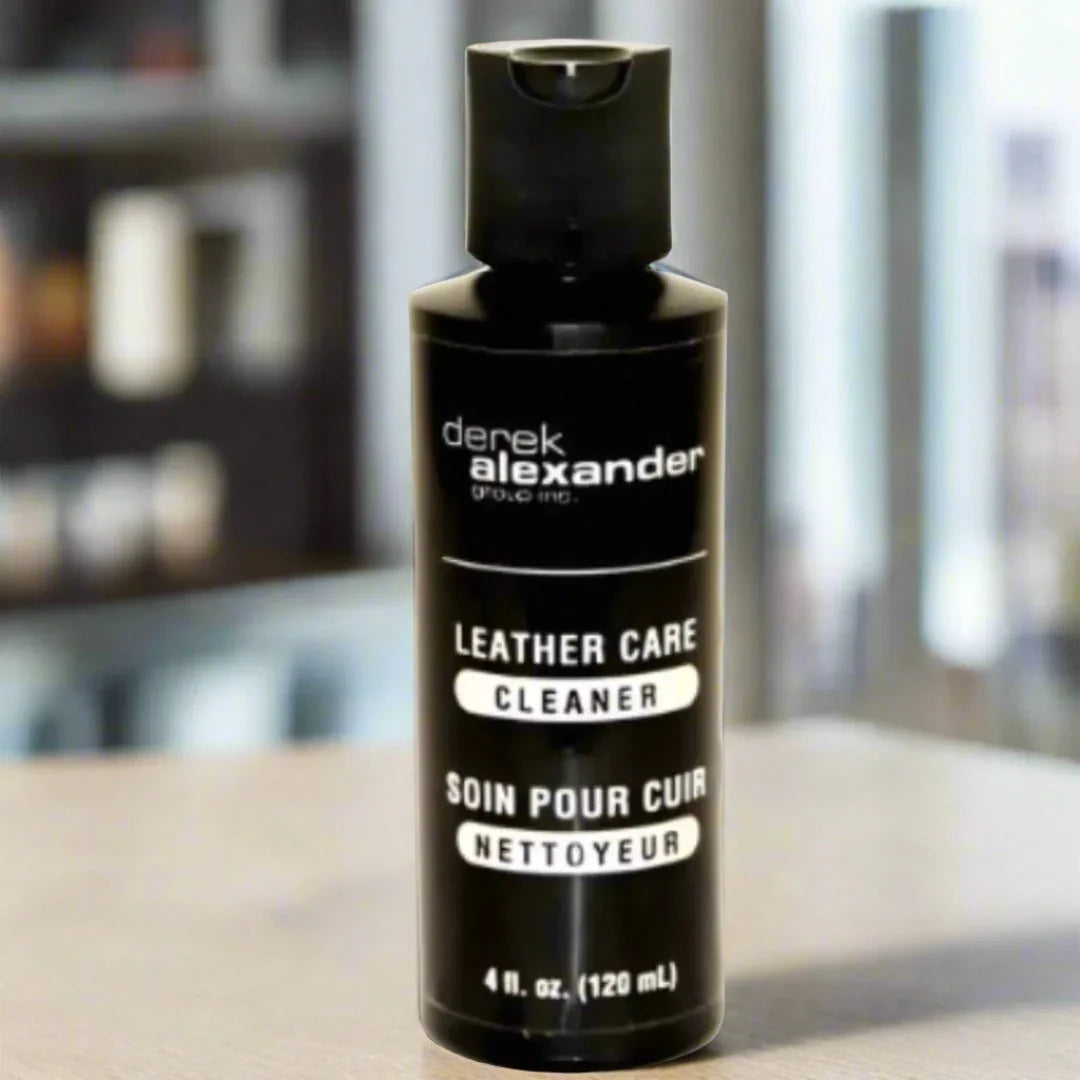 derek
alexander
group inc.
LEATHER CARE
CLEANER
SOIN POUR CUIR
NETTOYEUR
4 fl. oz. (120 mL)